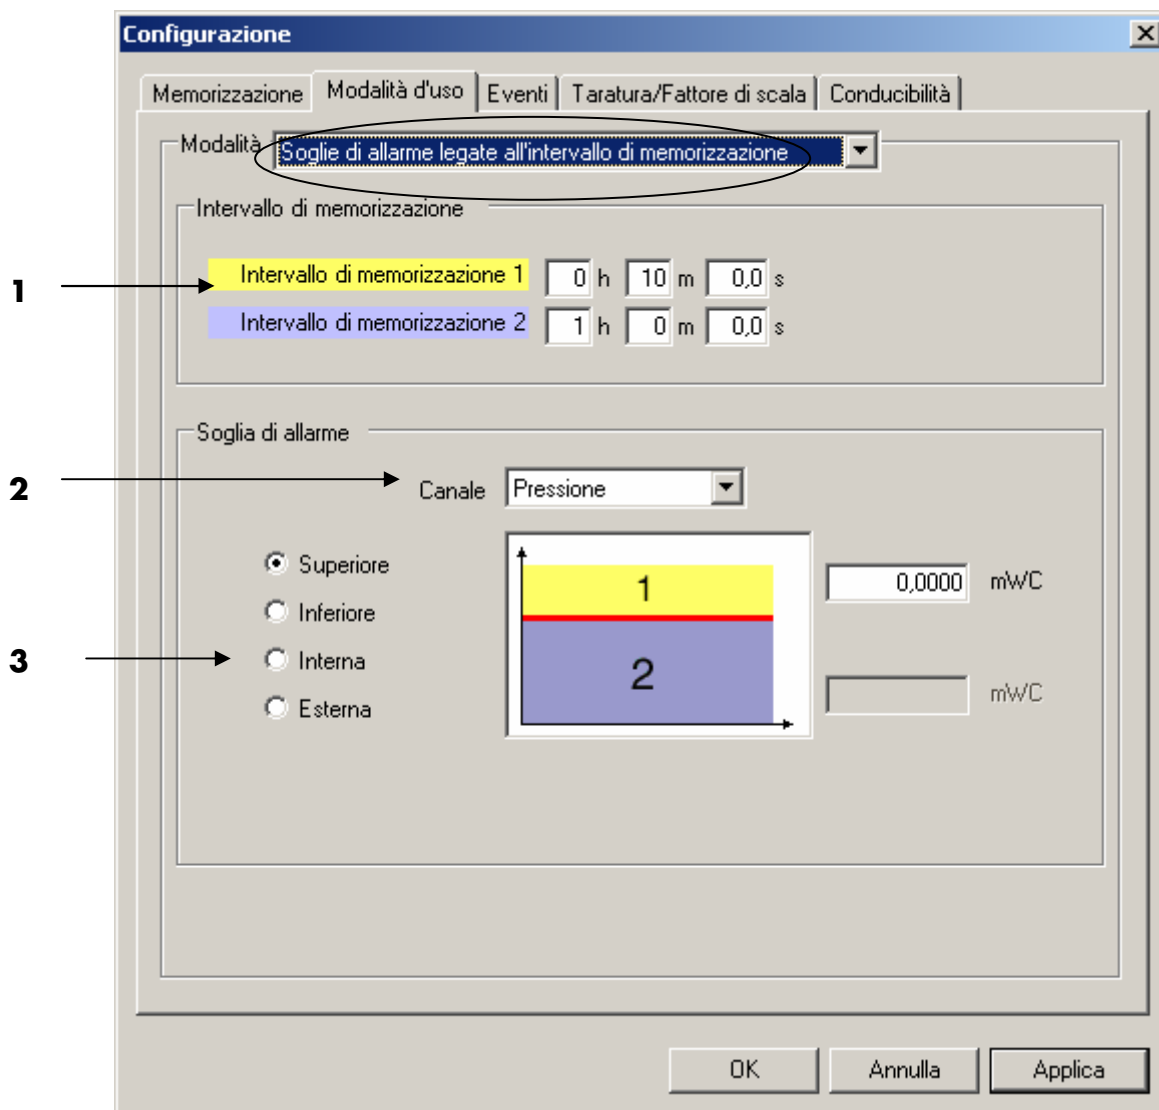 Configurazione
Memorizzazione Modalità d'uso Eventi Taratura/Fattore di scala Conducibilità
Modalità Soglie di allarme legate all'intervallo di memorizzazione
Intervallo di memorizzazione
1 Intervallo di memorizzazione 1 0 h 10 m 0,0 s
Intervallo di memorizzazione 2 1 h 0 m 0,0 s
Soglia di allarme
2 Canale Pressione
Superiore 1 0,0000 mWC
Inferiore
3 Interna 2
Esterna mWC
OK Annulla Applica